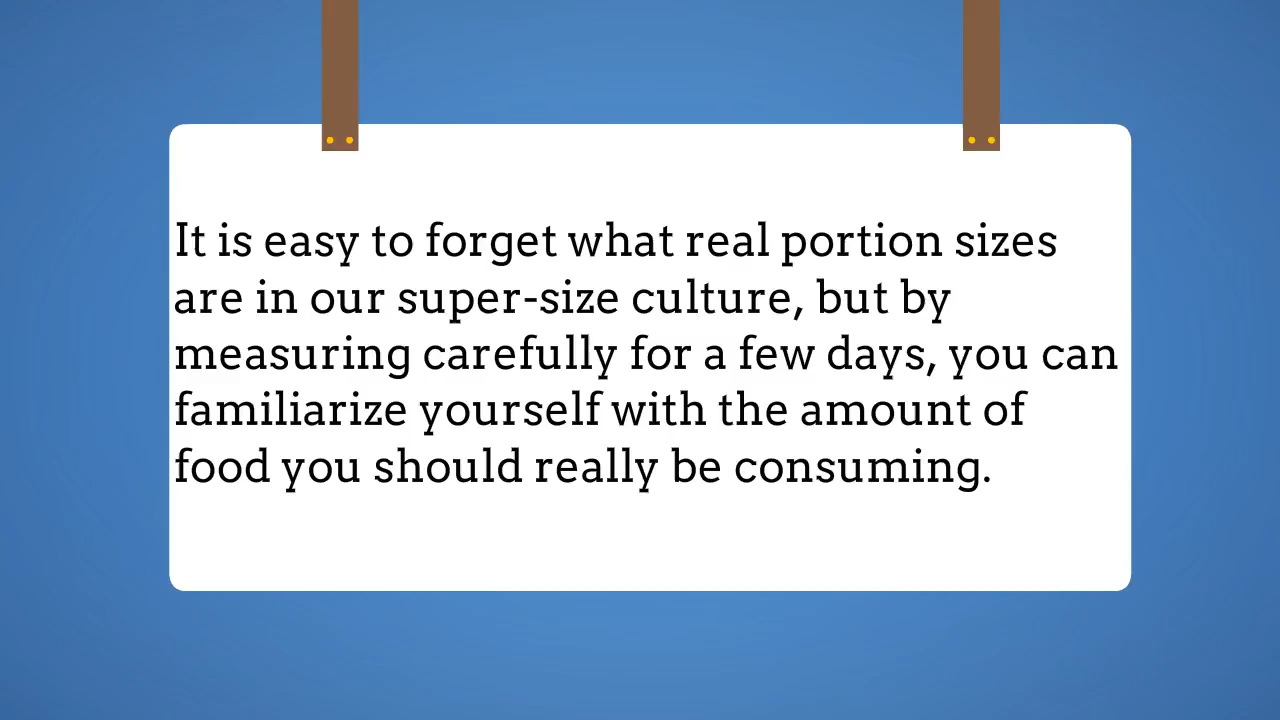 It is easy to forget what real portion sizes
are in our super-size culture, but by
measuring carefully for a few days, you can
familiarize yourself with the amount of
food you should really be consuming.